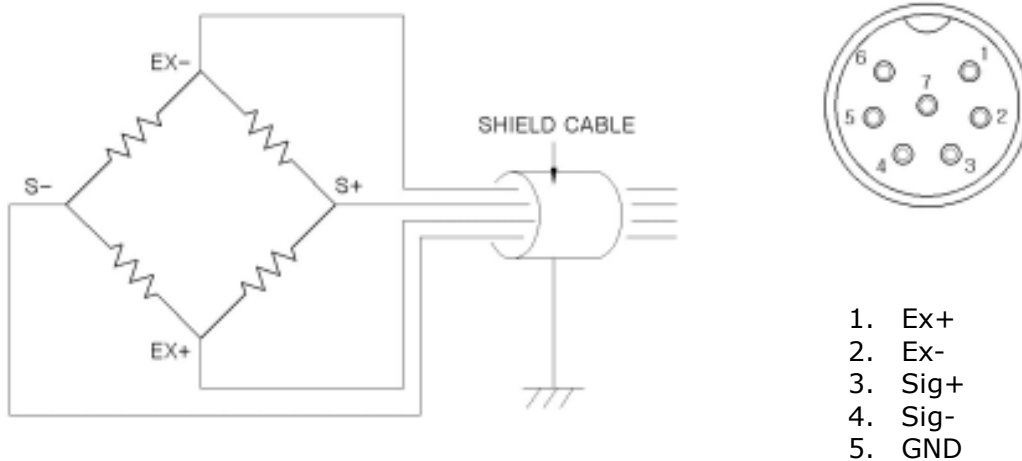 EX-
S-
S+
EX+
SHIELD CABLE
6
1
7
5
2
4
3
1. Ex+
2. Ex-
3. Sig+
4. Sig-
5. GND